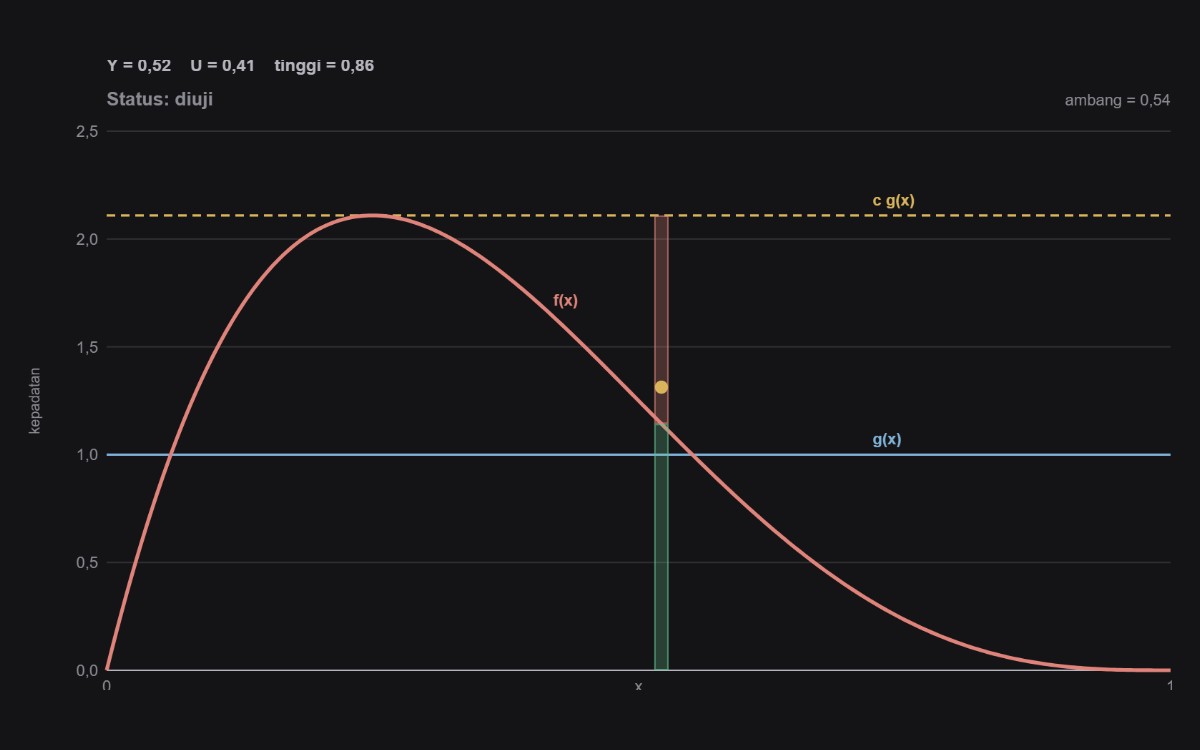 Y = 0,52 U = 0,41 tinggi = 0,86
Status: diuji
ambang = 0,54
2,5
c g(x)
2,0
f(x)
1,5
kepadatan
g(x)
1,0
0,5
0,0
0 x 1